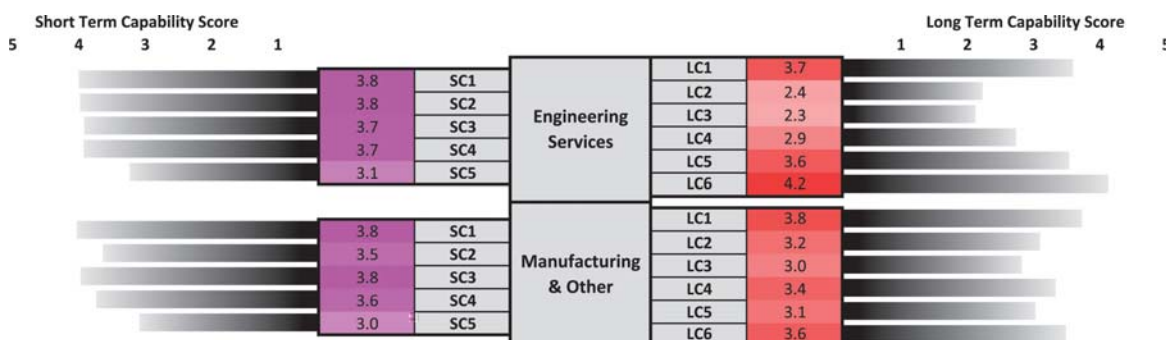 Short Term Capability Score
Long Term Capability Score
5 4 3 2 1
1 2 3 4 5
3.8 SC1
3.8 SC2
3.7 SC3
3.7 SC4
3.1 SC5
Engineering
Services
LC1 3.7
LC2 2.4
LC3 2.3
LC4 2.9
LC5 3.6
LC6 4.2
3.8 SC1
3.5 SC2
3.8 SC3
3.6 SC4
3.0 SC5
Manufacturing
& Other
LC1 3.8
LC2 3.2
LC3 3.0
LC4 3.4
LC5 3.1
LC6 3.6